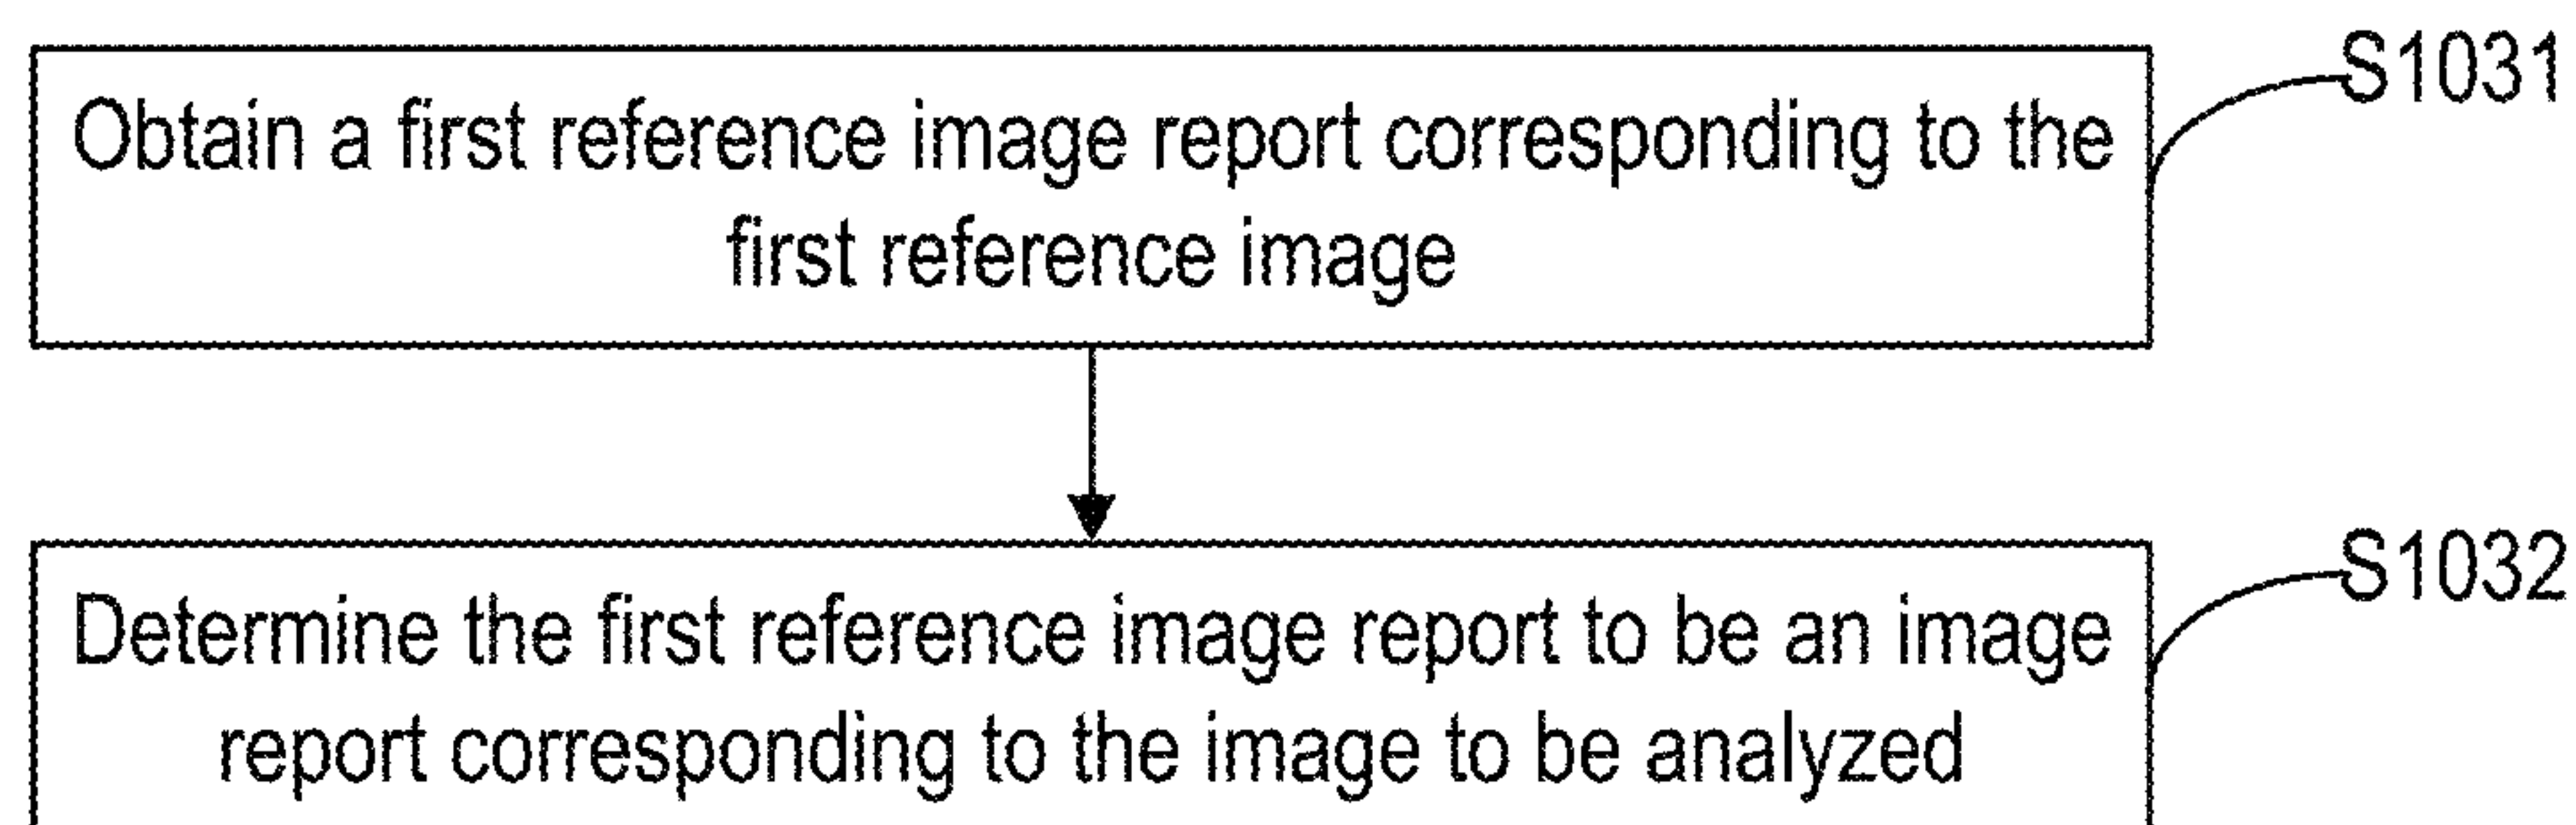 S1031
Obtain a first reference image report corresponding to the
first reference image
S1032
Determine the first reference image report to be an image
report corresponding to the image to be analyzed